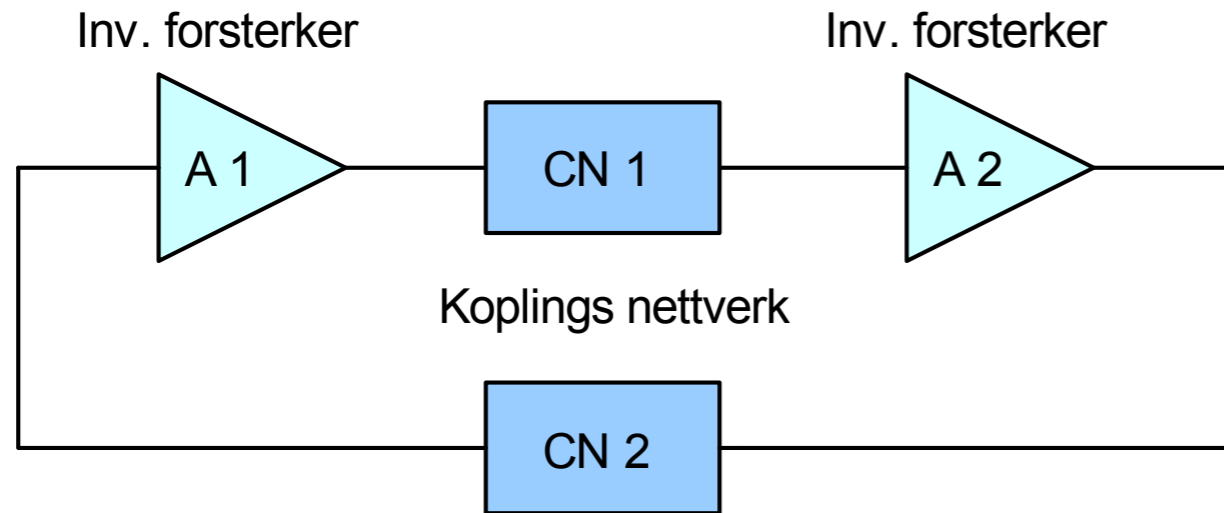 Inv. forsterker
Inv. forsterker
A 1
CN 1
A 2
Koplings nettverk
CN 2